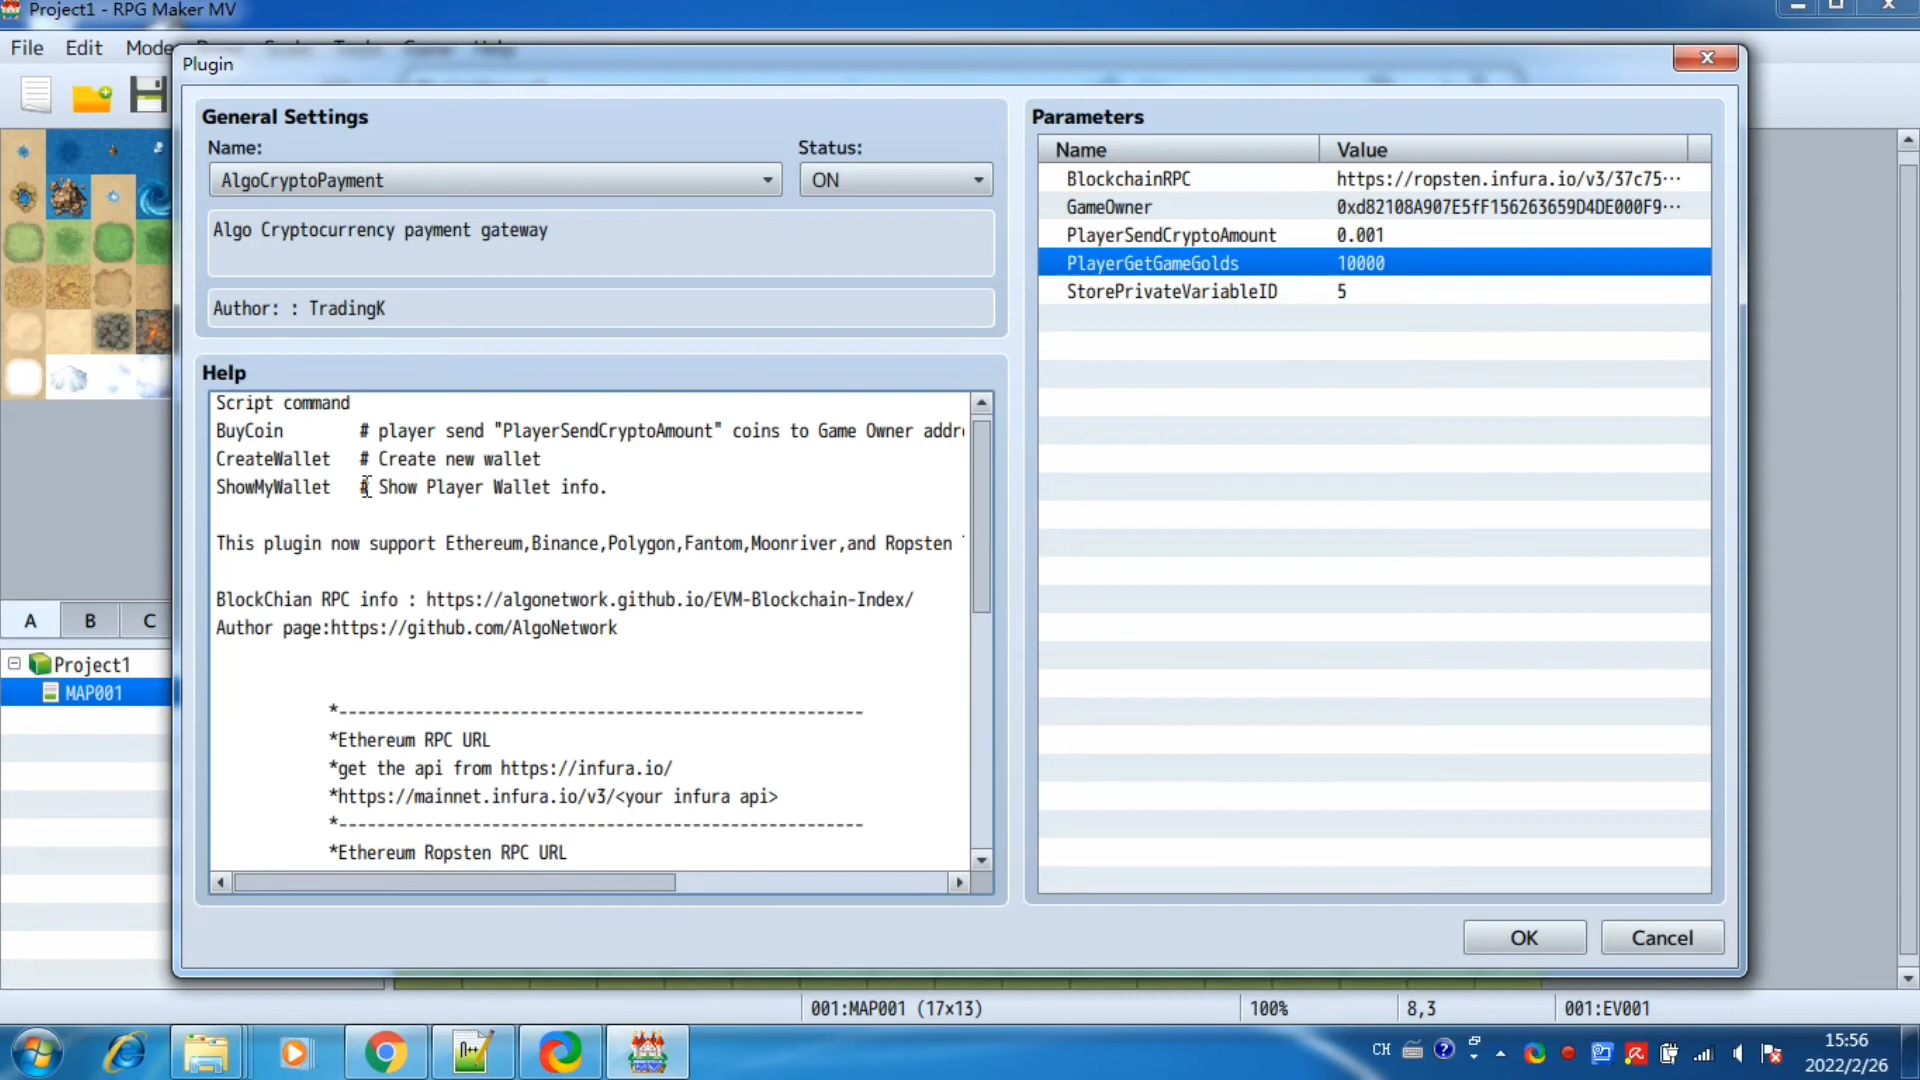 Project1 - RPG Maker MV
File Edit Mode
Plugin
General Settings
Name:
Status:
AlgoCryptoPayment
ON
Algo Cryptocurrency payment gateway
Author: : TradingK
Help
Script command
BuyCoin # player send "PlayerSendCryptoAmount" coins to Game Owner addr
CreateWallet # Create new wallet
ShowMyWallet # Show Player Wallet info.
This plugin now support Ethereum,Binance,Polygon,Fantom,Moonriver,and Ropsten
BlockChian RPC info : https://algonetwork.github.io/EVM-Blockchain-Index/
Author page:https://github.com/AlgoNetwork
*-------------------------------------------------------
*Ethereum RPC URL
*get the api from https://infura.io/
*https://mainnet.infura.io/v3/<your infura api>
*-------------------------------------------------------
*Ethereum Ropsten RPC URL
Parameters
Name Value
BlockchainRPC https://ropsten.infura.io/v3/37c75···
GameOwner 0xd82108A907E5fF156263659D4DE000F9···
PlayerSendCryptoAmount 0.001
PlayerGetGameGolds 10000
StorePrivateVariableID 5
OK
Cancel
A B C
Project1
MAP001
001:MAP001 (17x13)
100%
8,3
001:EV001
CH
15:56
2022/2/26